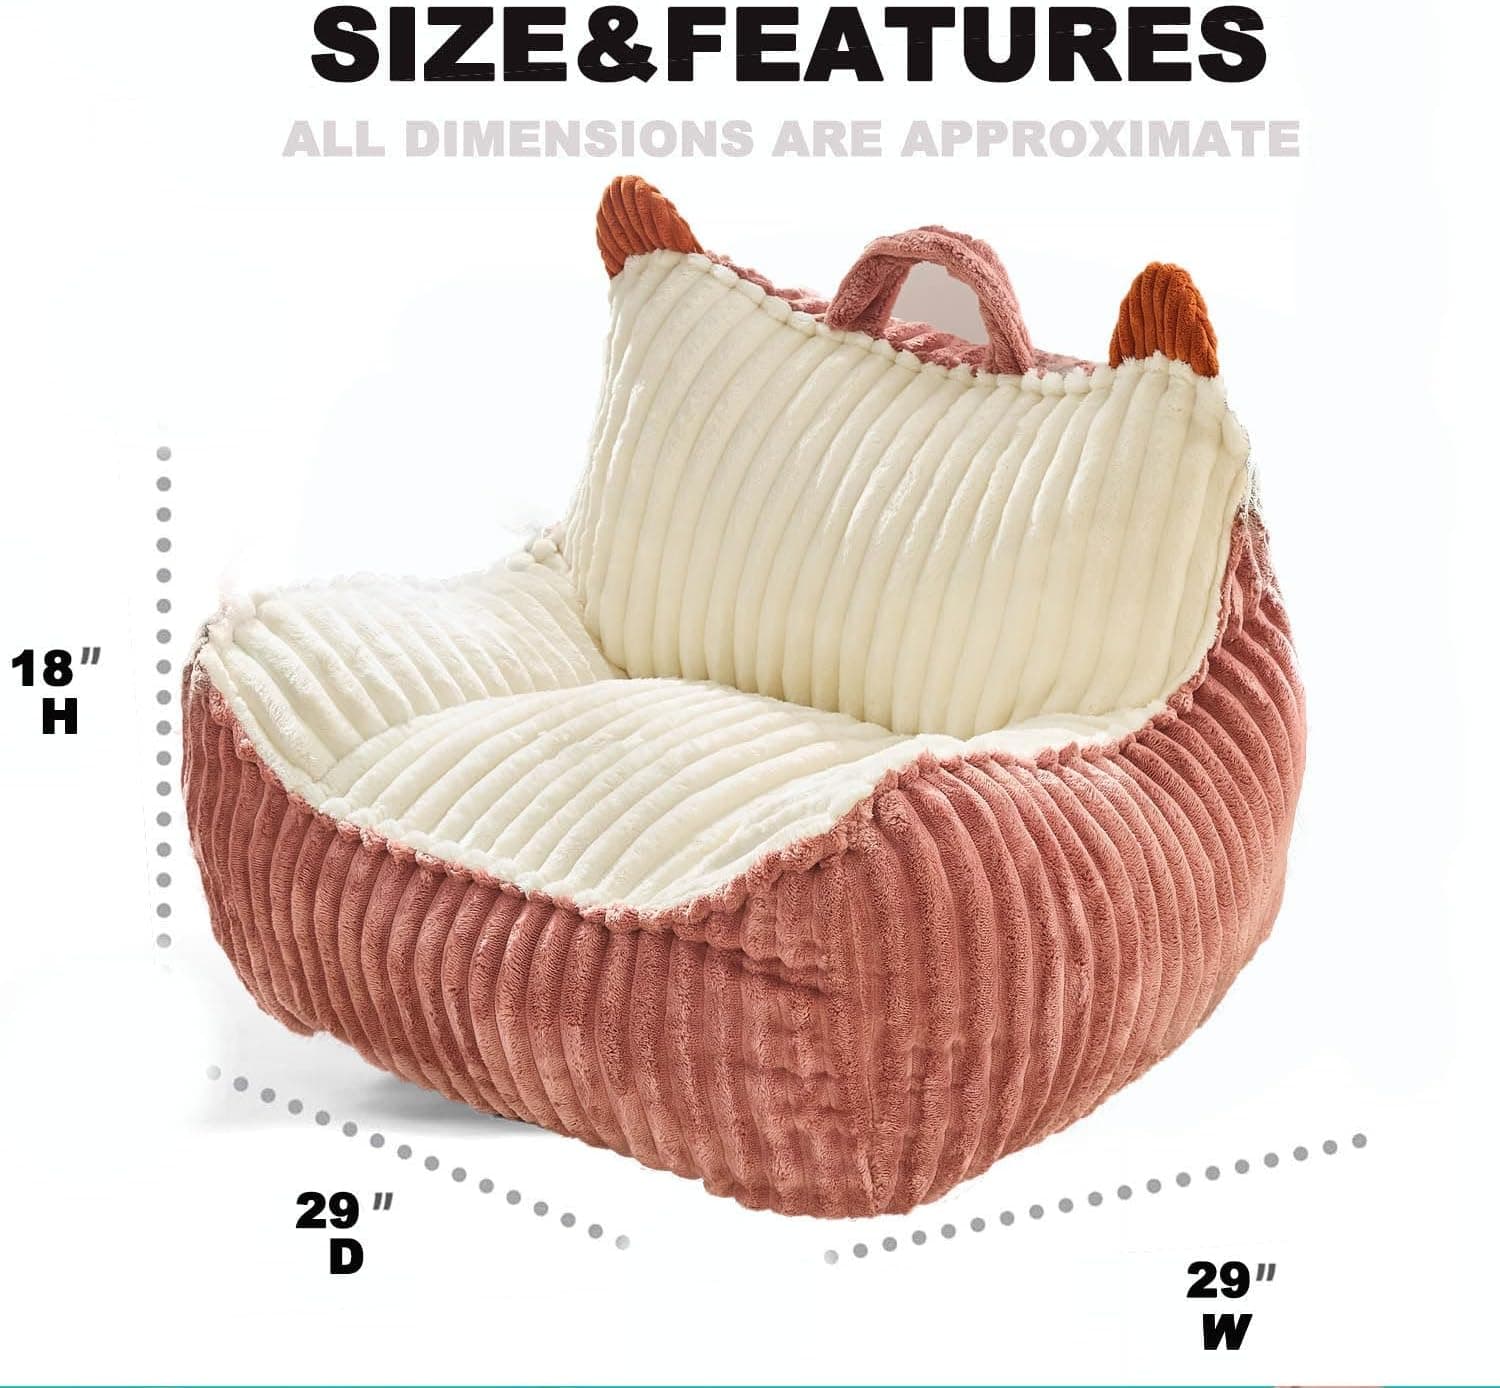 SIZE&FEATURES
ALL DIMENSIONS ARE APPROXIMATE
18"
H
29"
D
29"
W